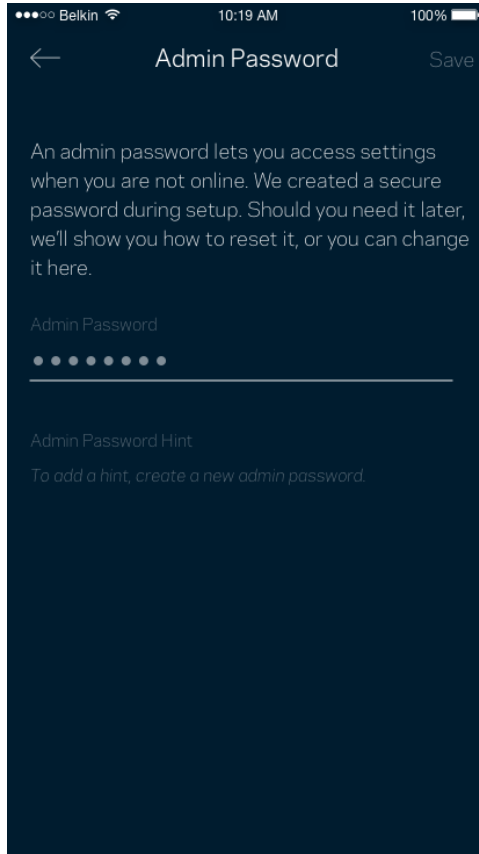 ●●●○○ Belkin 10:19 AM 100%
Admin Password Save
An admin password lets you access settings
when you are not online. We created a secure
password during setup. Should you need it later,
we'll show you how to reset it, or you can change
it here.
Admin Password
●●●●●●●●
Admin Password Hint
To add a hint, create a new admin password.